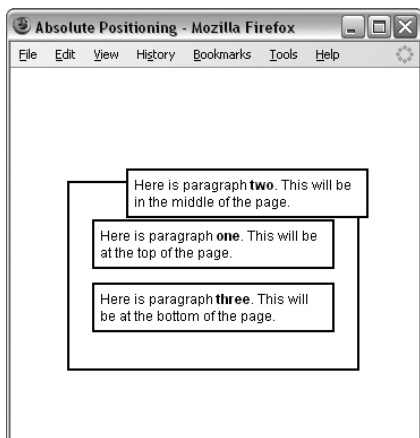 Absolute Positioning - Mozilla Firefox
File Edit View History Bookmarks Tools Help
Here is paragraph two. This will be
in the middle of the page.
Here is paragraph one. This will be
at the top of the page.
Here is paragraph three. This will
be at the bottom of the page.